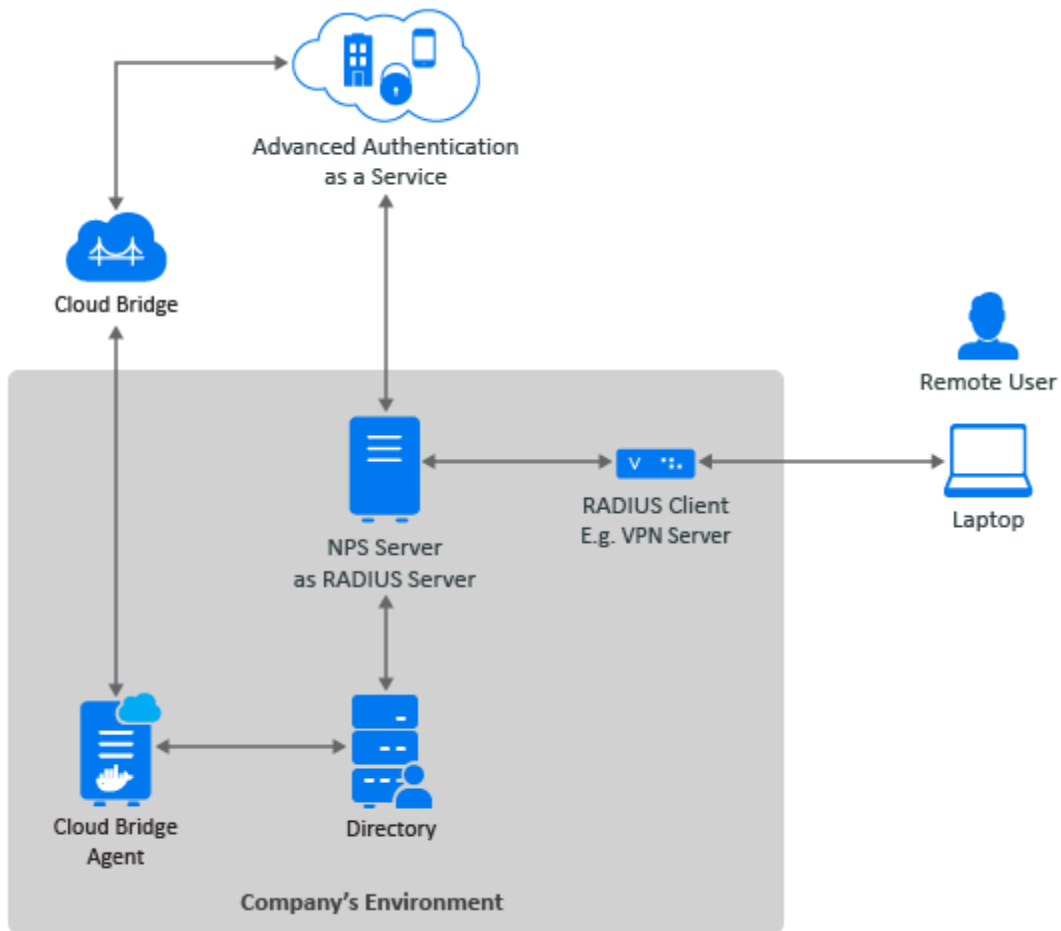 Advanced Authentication
as a Service
Cloud Bridge
Remote User
V
RADIUS Client
E.g. VPN Server
Laptop
NPS Server
as RADIUS Server
Cloud Bridge
Agent
Directory
Company's Environment